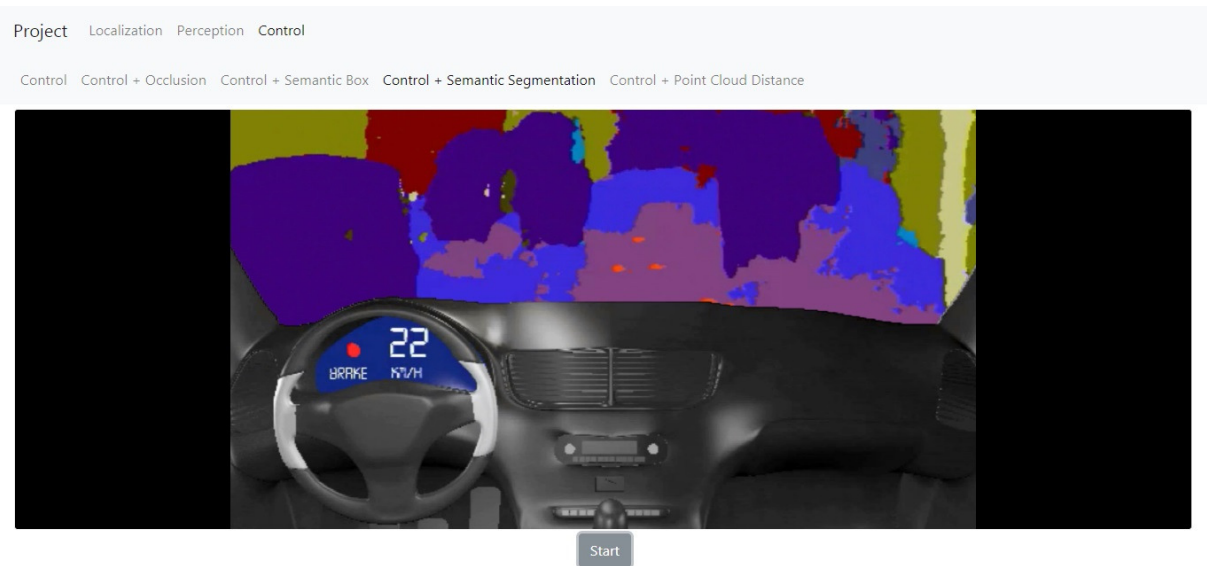 Project Localization Perception Control
Control Control + Occlusion Control + Semantic Box Control + Semantic Segmentation Control + Point Cloud Distance
22
BRAKE KM/H
Start